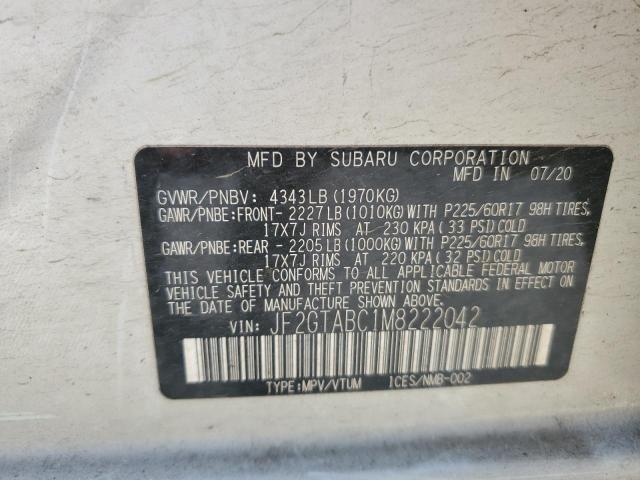 MFD BY SUBARU CORPORATION
MFD IN 07/20
GVWR/PNBV: 4343LB (1970KG)
GAWR/PNBE:FRONT- 2227LB (1010KG) WITH P225/60R17 98H TIRES,
17X7J RIMS AT 230 KPA ( 33 PSI) COLD
GAWR/PNBE:REAR - 2205LB (1000KG) WITH P225/60R17 98H TIRES,
17X7J RIMS AT 220 KPA ( 32 PSI) COLD
THIS VEHICLE CONFORMS TO ALL APPLICABLE FEDERAL MOTOR
VEHICLE SAFETY AND THEFT PREVENTION STANDARDS IN EFFECT ON
THE DATE OF MANUFACTURE SHOWN ABOVE.
VIN: JF2GTABC1M8222042
TYPE:MPV/VTUM ICES/NMB-002